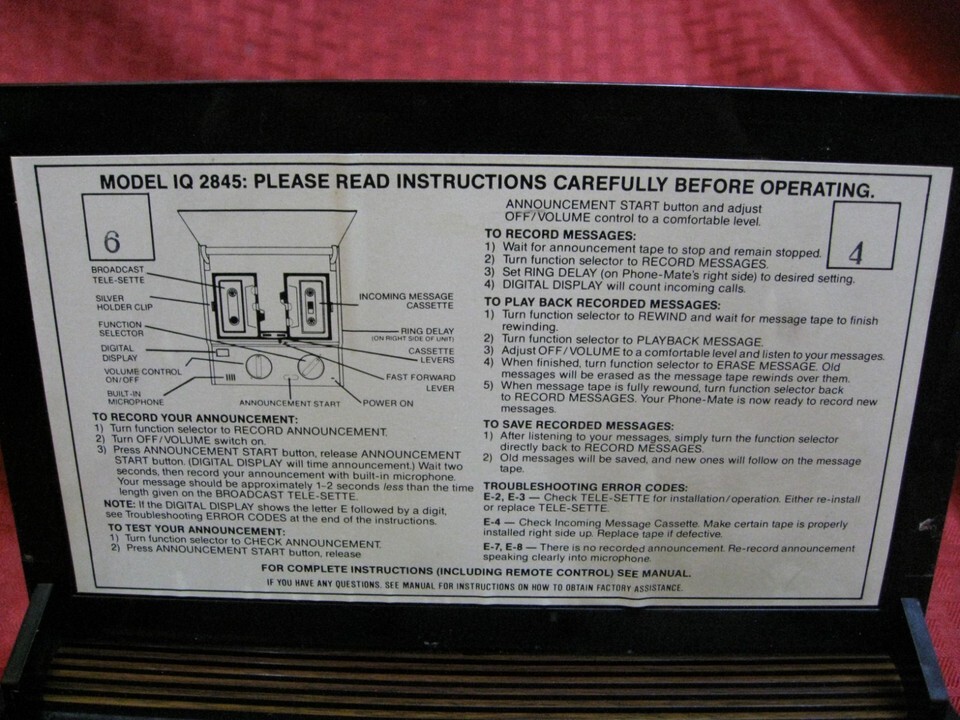 MODEL IQ 2845: PLEASE READ INSTRUCTIONS CAREFULLY BEFORE OPERATING.
6
BROADCAST
TELE-SETTE
SILVER
HOLDER CLIP
FUNCTION
SELECTOR
DIGITAL
DISPLAY
VOLUME CONTROL
ON/OFF
BUILT-IN
MICROPHONE
INCOMING MESSAGE
CASSETTE
RING DELAY
(ON RIGHT SIDE OF UNIT)
CASSETTE
LEVERS
FAST FORWARD
LEVER
ANNOUNCEMENT START
POWER ON
TO RECORD YOUR ANNOUNCEMENT:
1) Turn function selector to RECORD ANNOUNCEMENT.
2) Turn OFF/VOLUME switch on.
3) Press ANNOUNCEMENT START button, release ANNOUNCEMENT
START button. (DIGITAL DISPLAY will time announcement.) Wait two
seconds, then record your announcement with built-in microphone.
Your message should be approximately 1-2 seconds less than the time
length given on the BROADCAST TELE-SETTE.
NOTE: If the DIGITAL DISPLAY shows the letter E followed by a digit,
see Troubleshooting ERROR CODES at the end of the instructions.
TO TEST YOUR ANNOUNCEMENT:
1) Turn function selector to CHECK ANNOUNCEMENT.
2) Press ANNOUNCEMENT START button, release
ANNOUNCEMENT START button and adjust
OFF/VOLUME control to a comfortable level.
4
TO RECORD MESSAGES:
1) Wait for announcement tape to stop and remain stopped.
2) Turn function selector to RECORD MESSAGES.
3) Set RING DELAY (on Phone-Mate's right side) to desired setting.
4) DIGITAL DISPLAY will count incoming calls.
TO PLAY BACK RECORDED MESSAGES:
1) Turn function selector to REWIND and wait for message tape to finish
rewinding.
2) Turn function selector to PLAYBACK MESSAGE.
3) Adjust OFF/VOLUME to a comfortable level and listen to your messages.
4) When finished, turn function selector to ERASE MESSAGE. Old
messages will be erased as the message tape rewinds over them.
5) When message tape is fully rewound, turn function selector back
to RECORD MESSAGES. Your Phone-Mate is now ready to record new
messages.
TO SAVE RECORDED MESSAGES:
1) After listening to your messages, simply turn the function selector
directly back to RECORD MESSAGES.
2) Old messages will be saved, and new ones will follow on the message
tape.
TROUBLESHOOTING ERROR CODES:
E-2, E-3 — Check TELE-SETTE for installation/operation. Either re-install
or replace TELE-SETTE.
E-4 — Check Incoming Message Cassette. Make certain tape is properly
installed right side up. Replace tape if defective.
E-7, E-8 — There is no recorded announcement. Re-record announcement
speaking clearly into microphone.
FOR COMPLETE INSTRUCTIONS (INCLUDING REMOTE CONTROL) SEE MANUAL.
IF YOU HAVE ANY QUESTIONS. SEE MANUAL FOR INSTRUCTIONS ON HOW TO OBTAIN FACTORY ASSISTANCE.